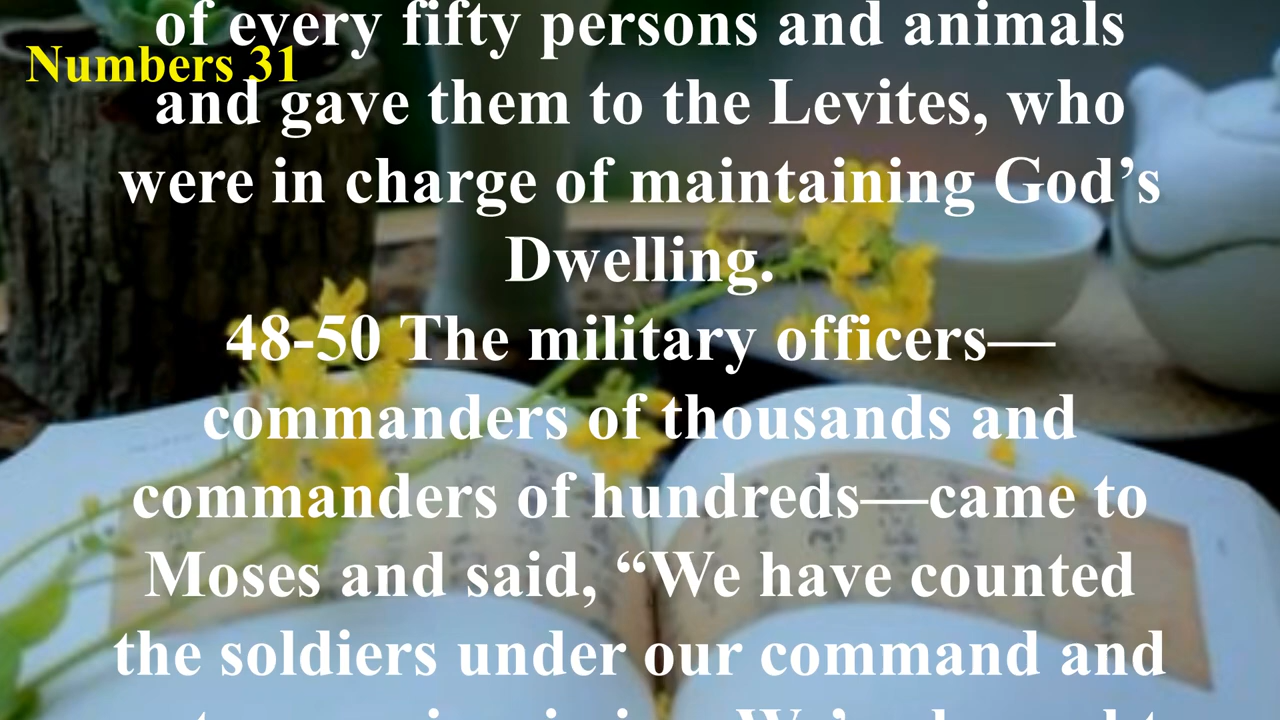 of every fifty persons and animals
Numbers 31
and gave them to the Levites, who
were in charge of maintaining God’s
Dwelling.
48-50 The military officers—
commanders of thousands and
commanders of hundreds—came to
Moses and said, “We have counted
the soldiers under our command and